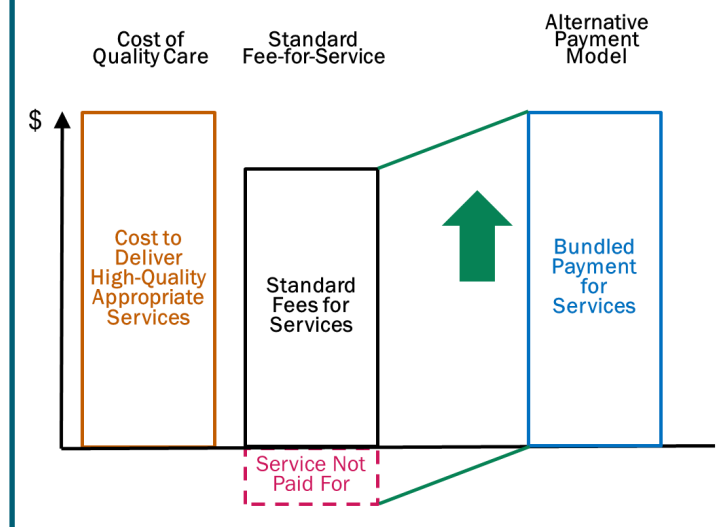 Cost of
Quality Care
Standard
Fee-for-Service
Alternative
Payment
Model
$
Cost to
Deliver
High-Quality
Appropriate
Services
Standard
Fees for
Services
Bundled
Payment
for
Services
Service Not
Paid For